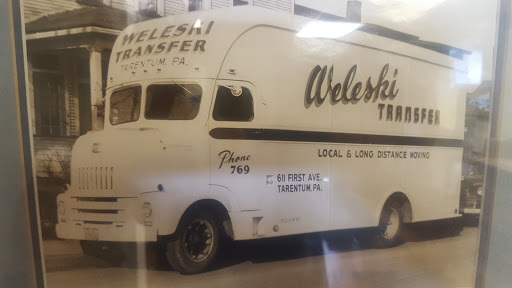 WELESKI
TRANSFER
TARENTUM, PA.
Weleski
TRANSFER
LOCAL & LONG DISTANCE MOVING
Phone
769
611 FIRST AVE.
TARENTUM, PA.